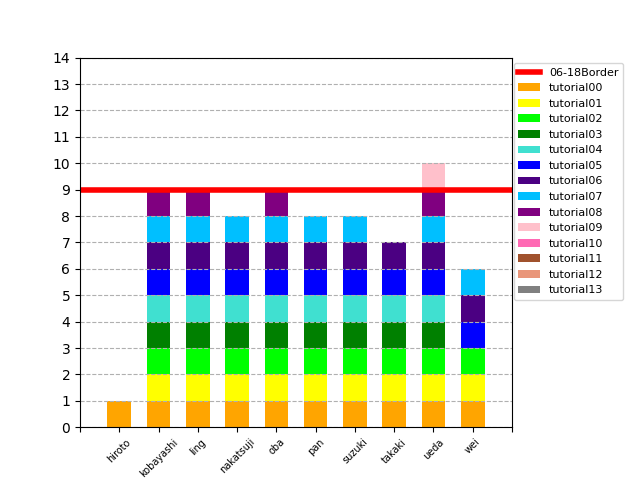 14
13
12
11
10
9
8
7
6
5
4
3
2
1
0
hiroto
kobayashi
ling
nakatsuji
oba
pan
suzuki
takaki
ueda
wei
06-18Border
tutorial00
tutorial01
tutorial02
tutorial03
tutorial04
tutorial05
tutorial06
tutorial07
tutorial08
tutorial09
tutorial10
tutorial11
tutorial12
tutorial13